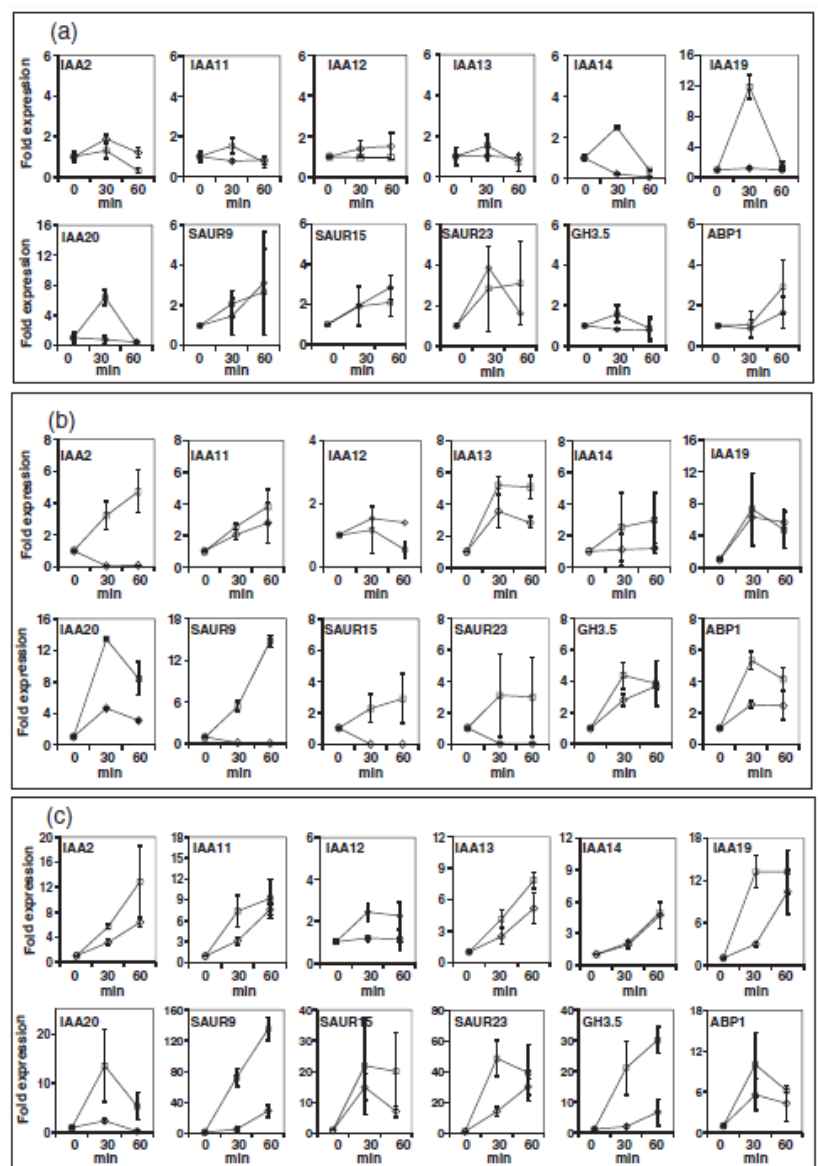 (a)
Fold expression
IAA2 IAA11 IAA12 IAA13 IAA14 IAA19
6 6 6 6 6 16
4 4 4 4 4 12
8
2 2 2 2 2 4
0 0 0 0 0 0
0 30 60 0 30 60 0 30 60 0 30 60 0 30 60 0 30 60
min min min min min min
Fold expression
IAA20 SAUR9 SAUR15 SAUR23 GH3.5 ABP1
16 6 6 6 6 6
12 4 4 4 4 4
8
4 2 2 2 2 2
0 0 0 0 0 0
0 30 60 0 30 60 0 30 60 0 30 60 0 30 60 0 30 60
min min min min min min
(b)
Fold expression
IAA2 IAA11 IAA12 IAA13 IAA14 IAA19
8 8 4 8 8 16
6 6 6 6 12
4 4 2 4 4 8
2 2 2 2 4
0 0 0 0 0 0
0 30 60 0 30 60 0 30 60 0 30 60 0 30 60 0 30 60
min min min min min min
Fold expression
IAA20 SAUR9 SAUR15 SAUR23 GH3.5 ABP1
16 18 8 8 8 8
12 12 6 6 6 6
8 4 4 4 4
4 6 2 2 2 2
0 0 0 0 0 0
0 30 60 0 30 60 0 30 60 0 30 60 0 30 60 0 30 60
min min min min min min
(c)
Fold expression
IAA2 IAA11 IAA12 IAA13 IAA14 IAA19
20 18 6 12 12 18
16 15 9 9
12 12 4 13
8 9 6 6 8
4 6 2 3 3 3
3
0 0 0 0 0 0
0 30 60 0 30 60 0 30 60 0 30 60 0 30 60 0 30 60
min min min min min min
Fold expression
IAA20 SAUR9 SAUR15 SAUR23 GH3.5 ABP1
20 160 40 80 40 18
135
90 30 60 30 12
10 20 40 20
45 10 20 10 6
0 0 0 0 0 0
0 30 60 0 30 60 0 30 60 0 30 60 0 30 60 0 30 60
min min min min min min